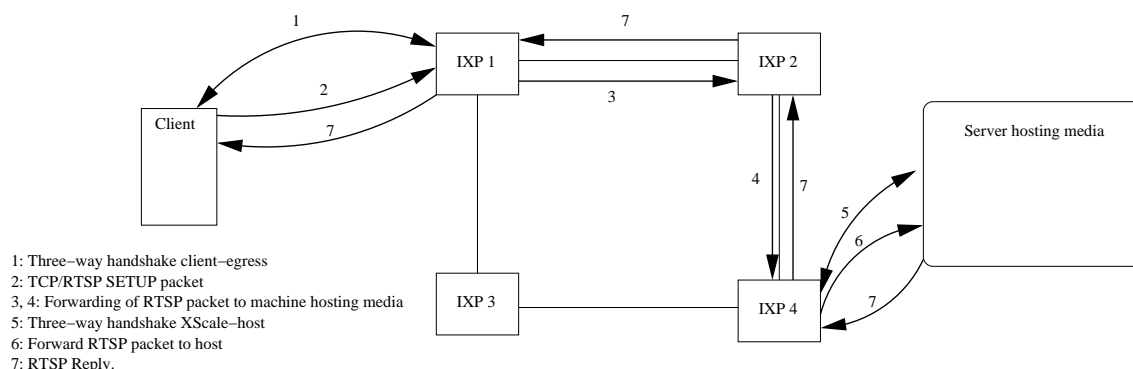 1
7
IXP 1
IXP 2
2
3
Client
7
Server hosting media
4
7
5
6
1: Three−way handshake client−egress
2: TCP/RTSP SETUP packet
3, 4: Forwarding of RTSP packet to machine hosting media
5: Three−way handshake XScale−host
6: Forward RTSP packet to host
7: RTSP Reply.
IXP 3
IXP 4
7